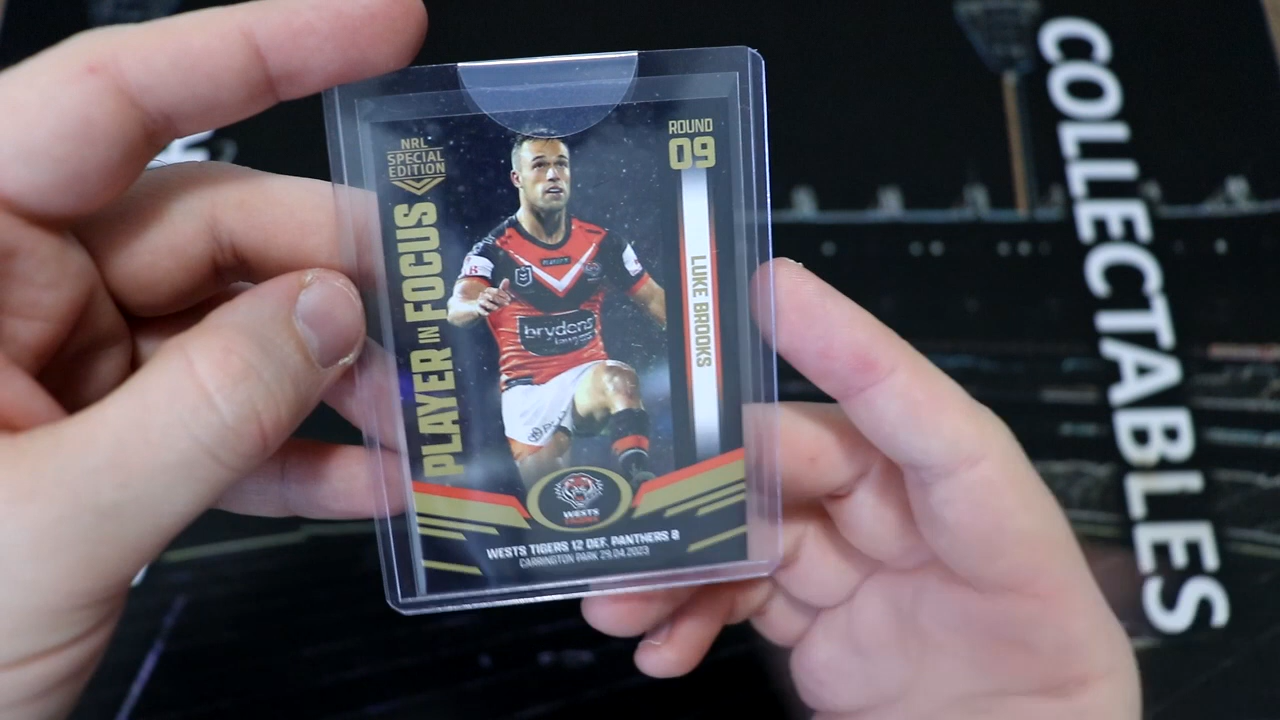 NRL
SPECIAL
EDITION
PLAYER IN FOCUS
ROUND
09
LUKE BROOKS
brydens
lawyers
WESTS
TIGERS
WESTS TIGERS 12 DEF. PANTHERS 8
CARRINGTON PARK 29.04.2023
COLLECTABLES